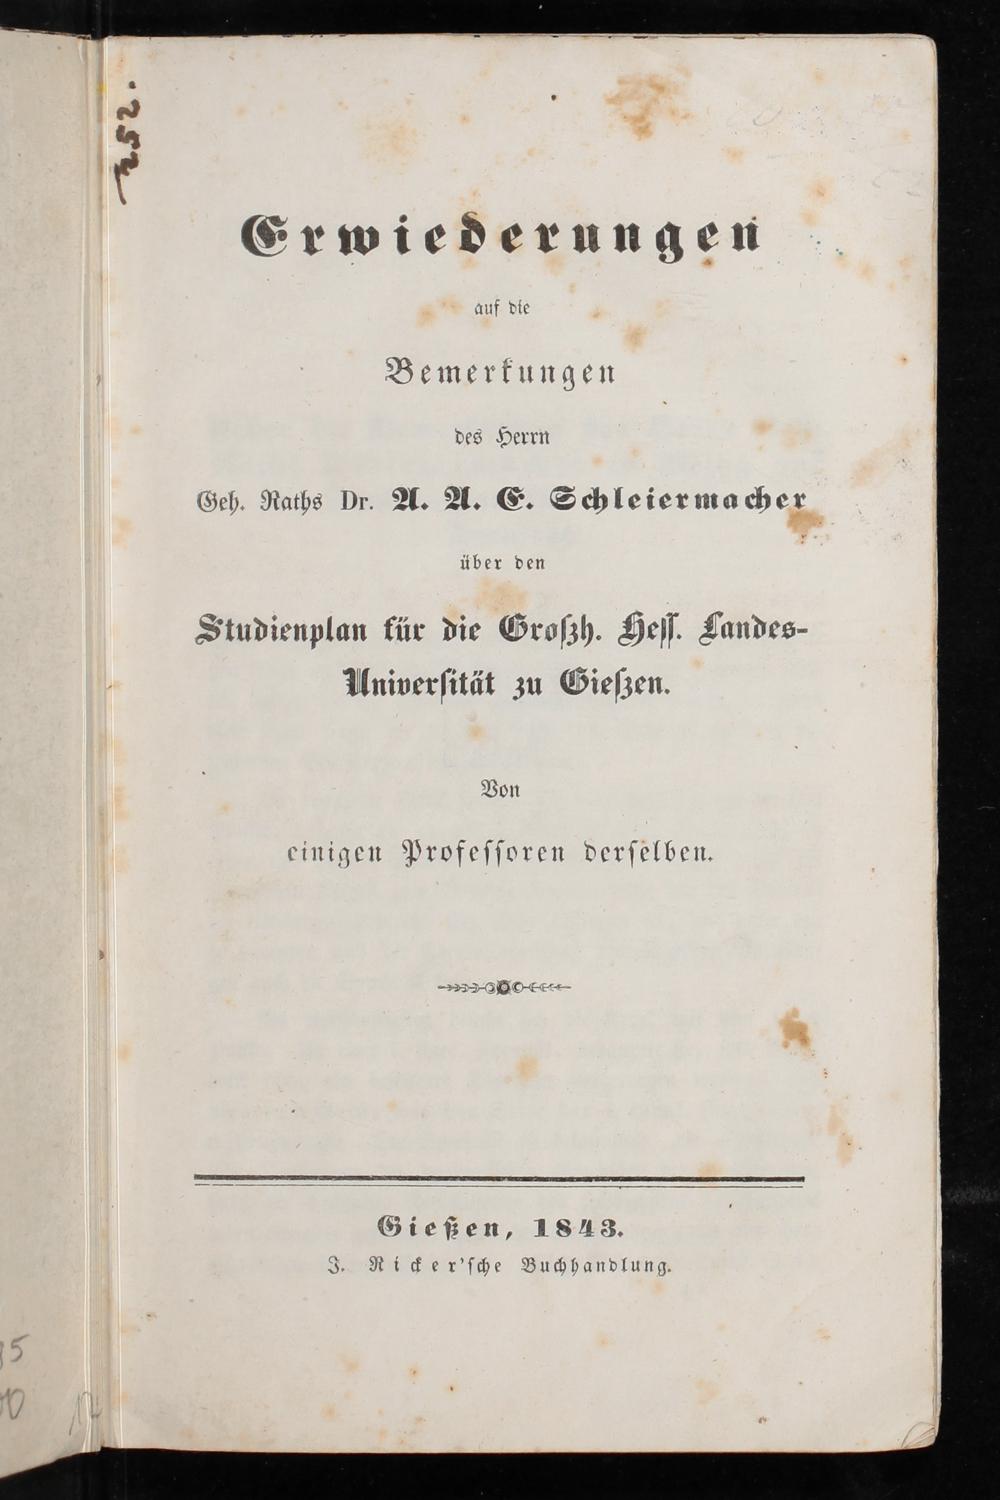 252.
Erwiederungen
auf die
Bemerkungen
des Herrn
Geh. Raths Dr. A. A. E. Schleiermacher
über den
Studienplan für die Großh. Hess. Landes-
Universität zu Gießen.
Von
einigen Professoren derselben.
Gießen, 1843.
J. Ricker'sche Buchhandlung.